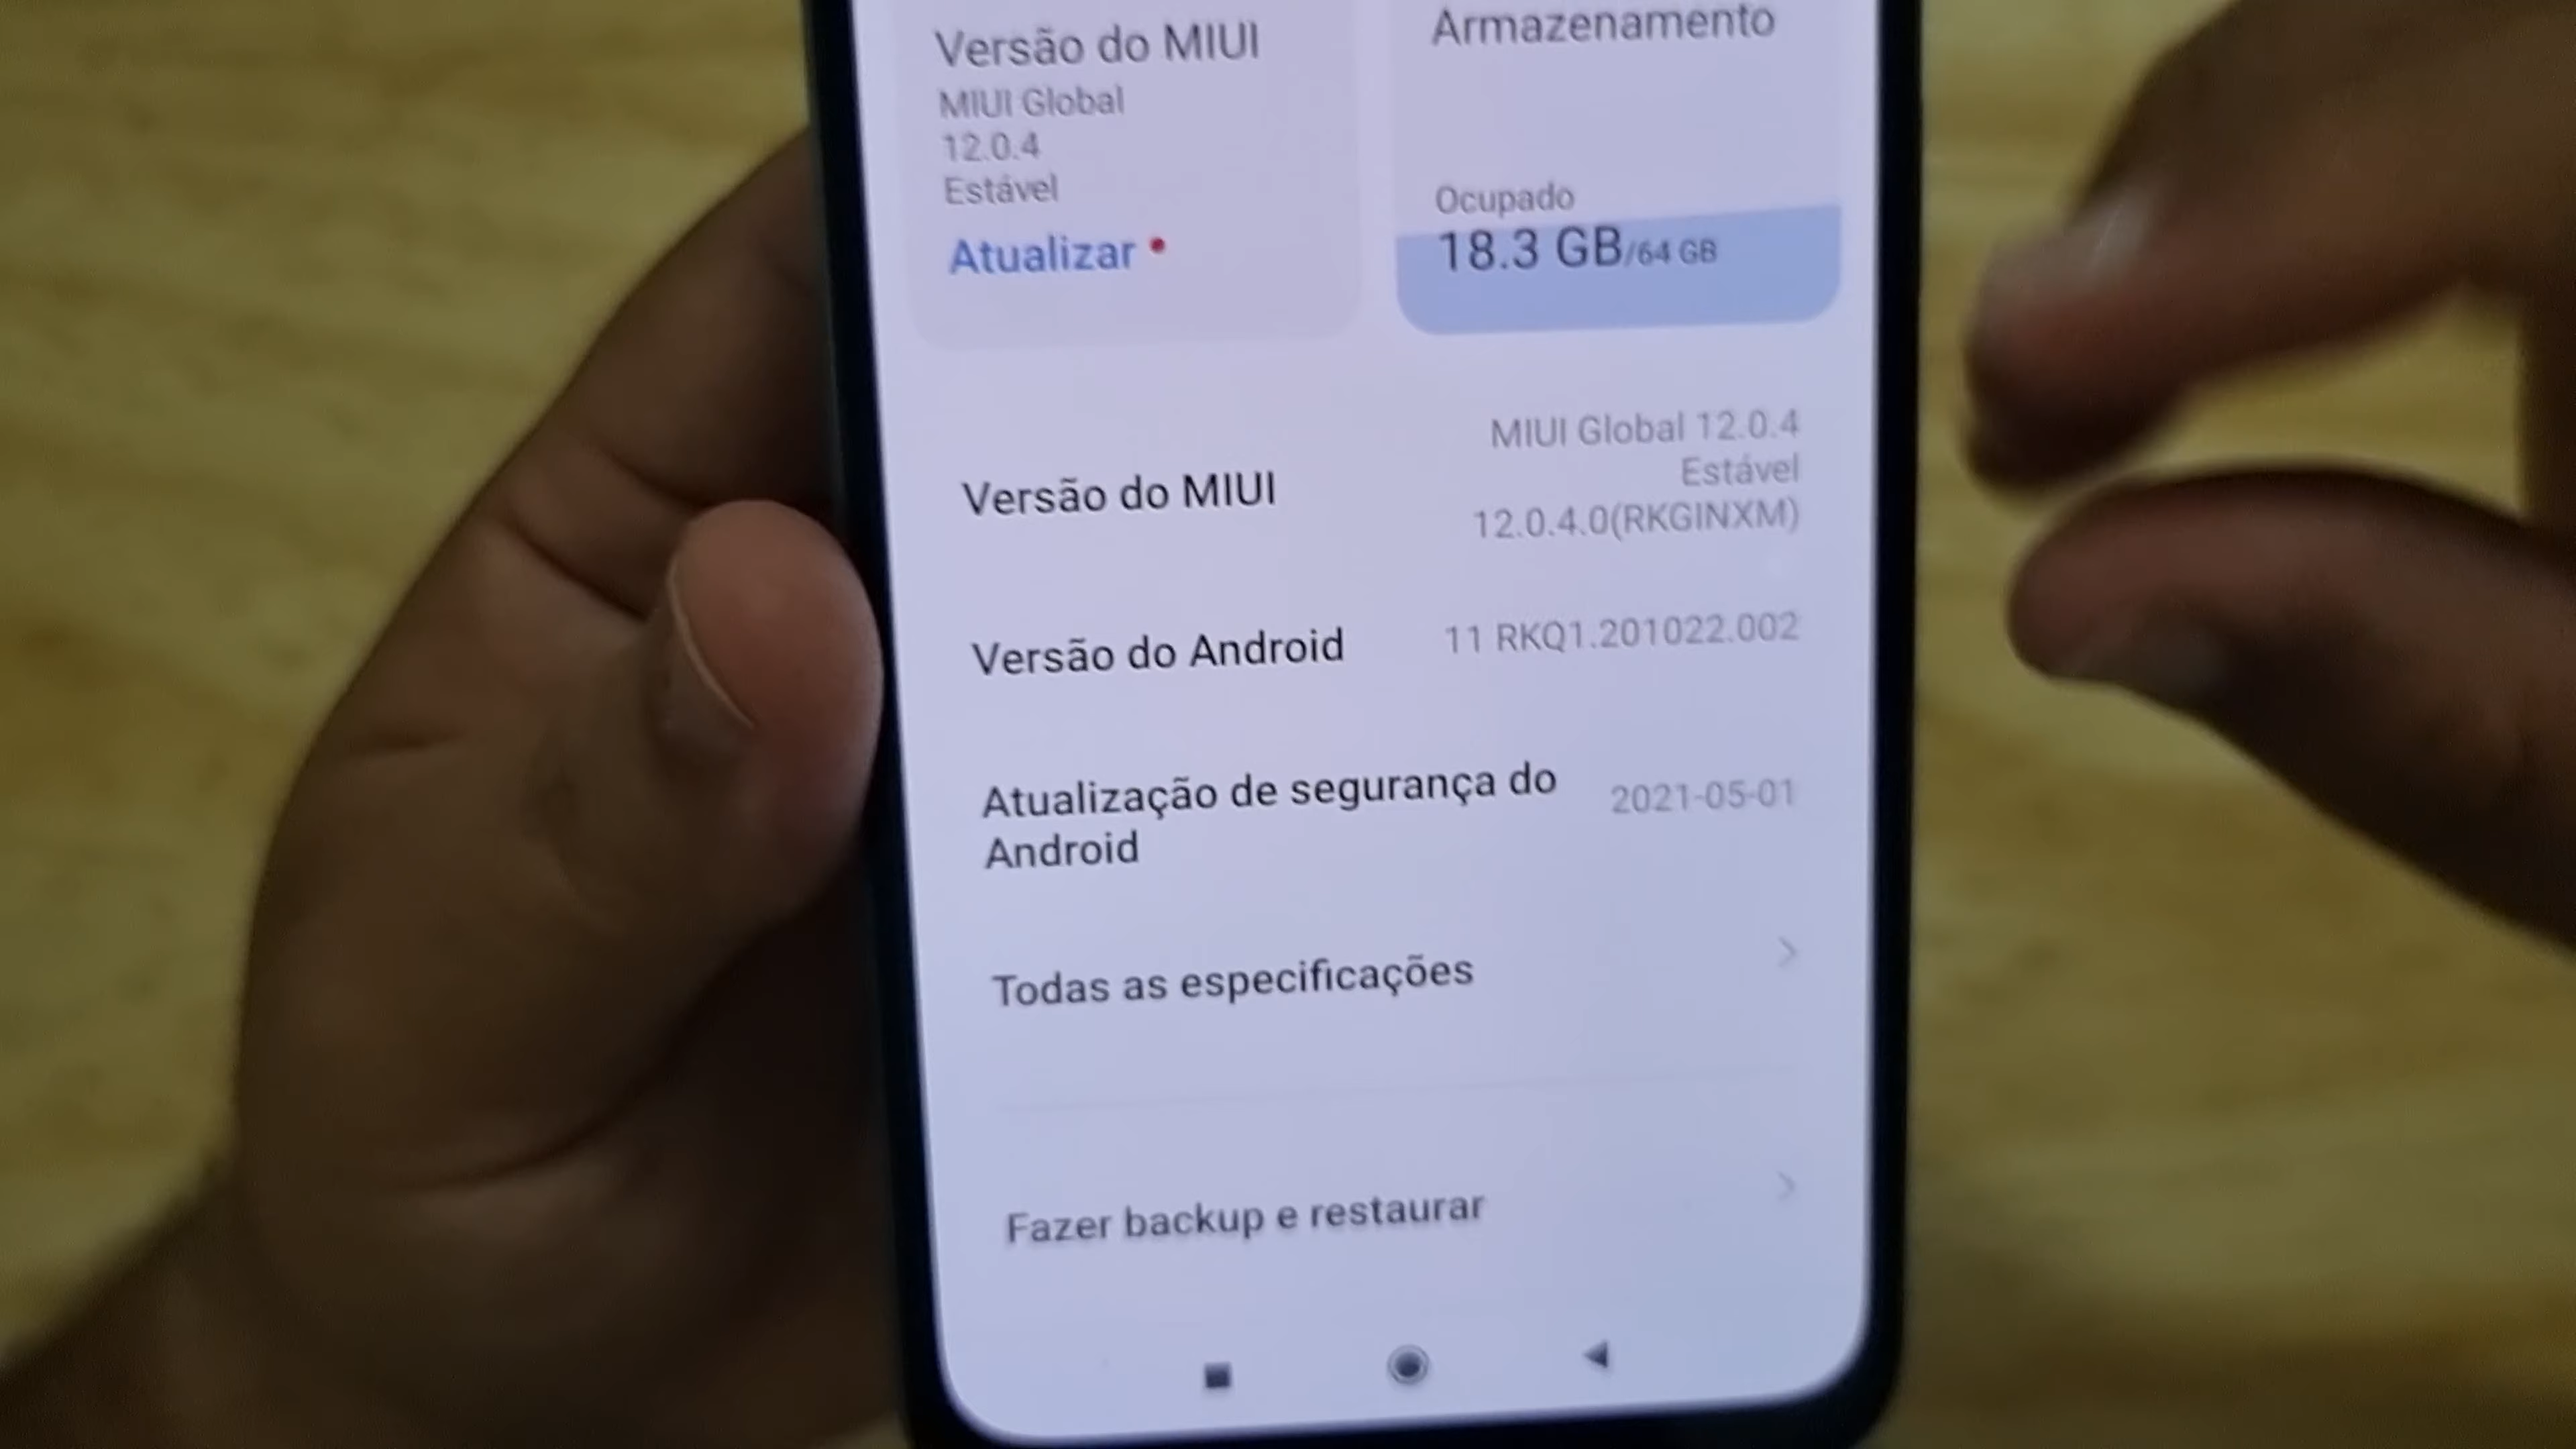 Versão do MIUI
MIUI Global
12.0.4
Estável
Atualizar
Armazenamento
Ocupado
18.3 GB/64 GB
Versão do MIUI
MIUI Global 12.0.4
Estável
12.0.4.0(RKGINXM)
Versão do Android
11 RKQ1.201022.002
Atualização de segurança do
Android
2021-05-01
Todas as especificações
Fazer backup e restaurar